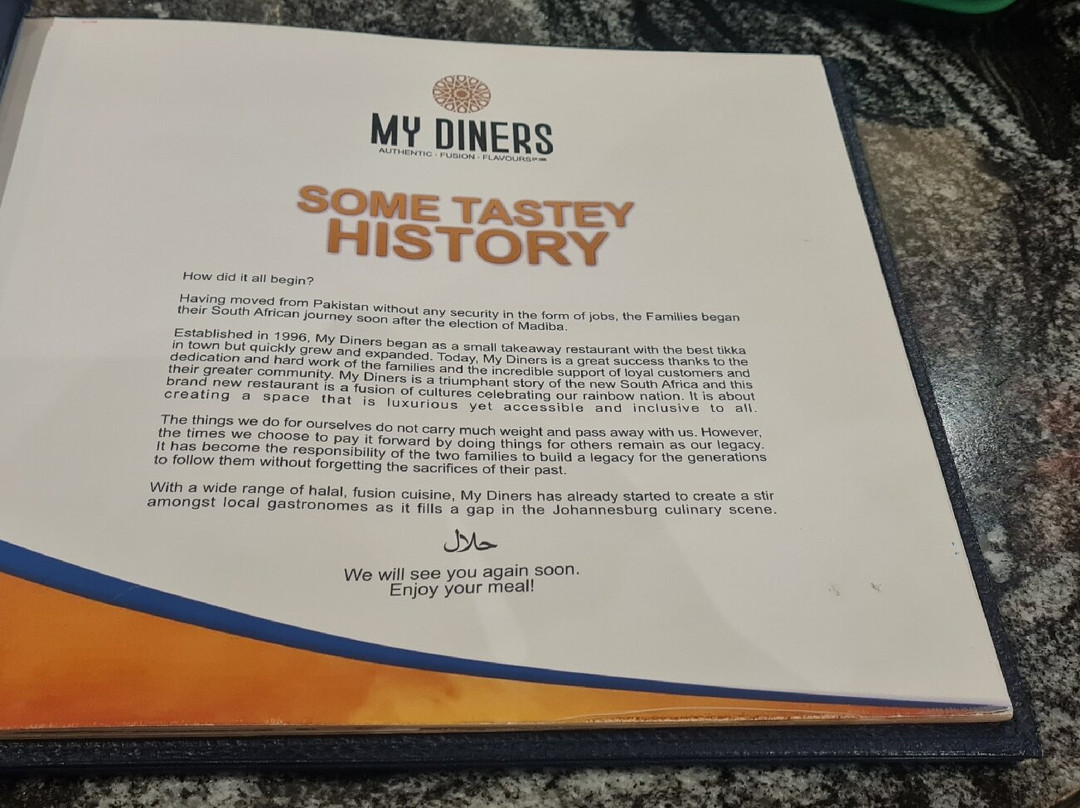 MY DINERS
AUTHENTIC · FUSION · FLAVOURS
SOME TASTEY
HISTORY
How did it all begin?
Having moved from Pakistan without any security in the form of jobs, the Families began
their South African journey soon after the election of Madiba.
Established in 1996, My Diners began as a small takeaway restaurant with the best tikka
in town but quickly grew and expanded. Today, My Diners is a great success thanks to the
dedication and hard work of the families and the incredible support of loyal customers and
their greater community. My Diners is a triumphant story of the new South Africa and this
brand new restaurant is a fusion of cultures celebrating our rainbow nation. It is about
creating a space that is luxurious yet accessible and inclusive to all.
The things we do for ourselves do not carry much weight and pass away with us. However,
the times we choose to pay it forward by doing things for others remain as our legacy.
It has become the responsibility of the two families to build a legacy for the generations
to follow them without forgetting the sacrifices of their past.
With a wide range of halal, fusion cuisine, My Diners has already started to create a stir
amongst local gastronomes as it fills a gap in the Johannesburg culinary scene.
حلال
We will see you again soon.
Enjoy your meal!